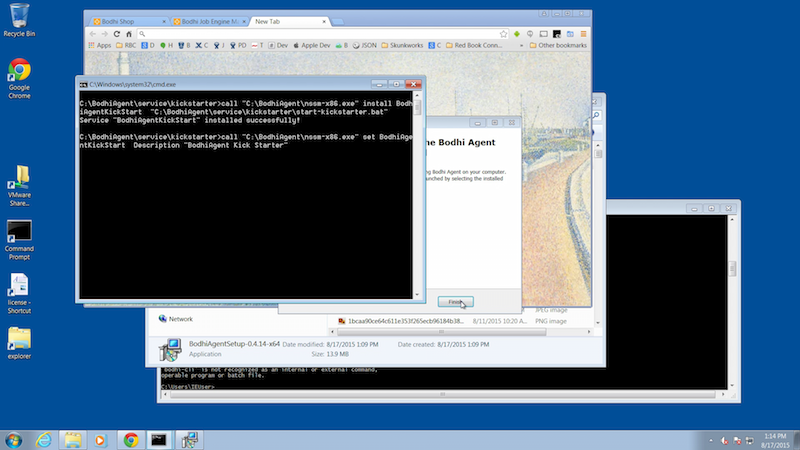 Recycle Bin
Google Chrome
VMware Share...
Command Prompt
license - Shortcut
explorer
Bodhi Shop
Bodhi Job Engine M
New Tab
Apps
RBC
D
H
B
X C
J
PD
T
Dev
Apple Dev
B
JSON
Skunkworks
C
Red Book Conn...
Other bookmarks
C:\Windows\system32\cmd.exe
C:\BodhiAgent\service\kickstarter>call "C:\BodhiAgent\nssm-x86.exe" install Bodh
iAgentKickStart "C:\BodhiAgent\service\kickstarter\start-kickstarter.bat"
Service "BodhiAgentKickStart" installed successfully!
C:\BodhiAgent\service\kickstarter>call "C:\BodhiAgent\nssm-x86.exe" set BodhiAge
ntKickStart Description "BodhiAgent Kick Starter"
he Bodhi Agent
ng Bodhi Agent on your computer.
unched by selecting the installed
Finish
JPEG image
Network
1bcaa90ce64c611e353f265ecb96184b38...
8/11/2015 10:20 A...
PNG image
BodhiAgentSetup-0.4.14-x64
Date modified: 8/17/2015 1:09 PM
Date created: 8/17/2015 1:09 PM
Application
Size: 13.9 MB
'bodhi-cli' is not recognized as an internal or external command,
operable program or batch file.
C:\Users\IEUser>
1:14 PM
8/17/2015